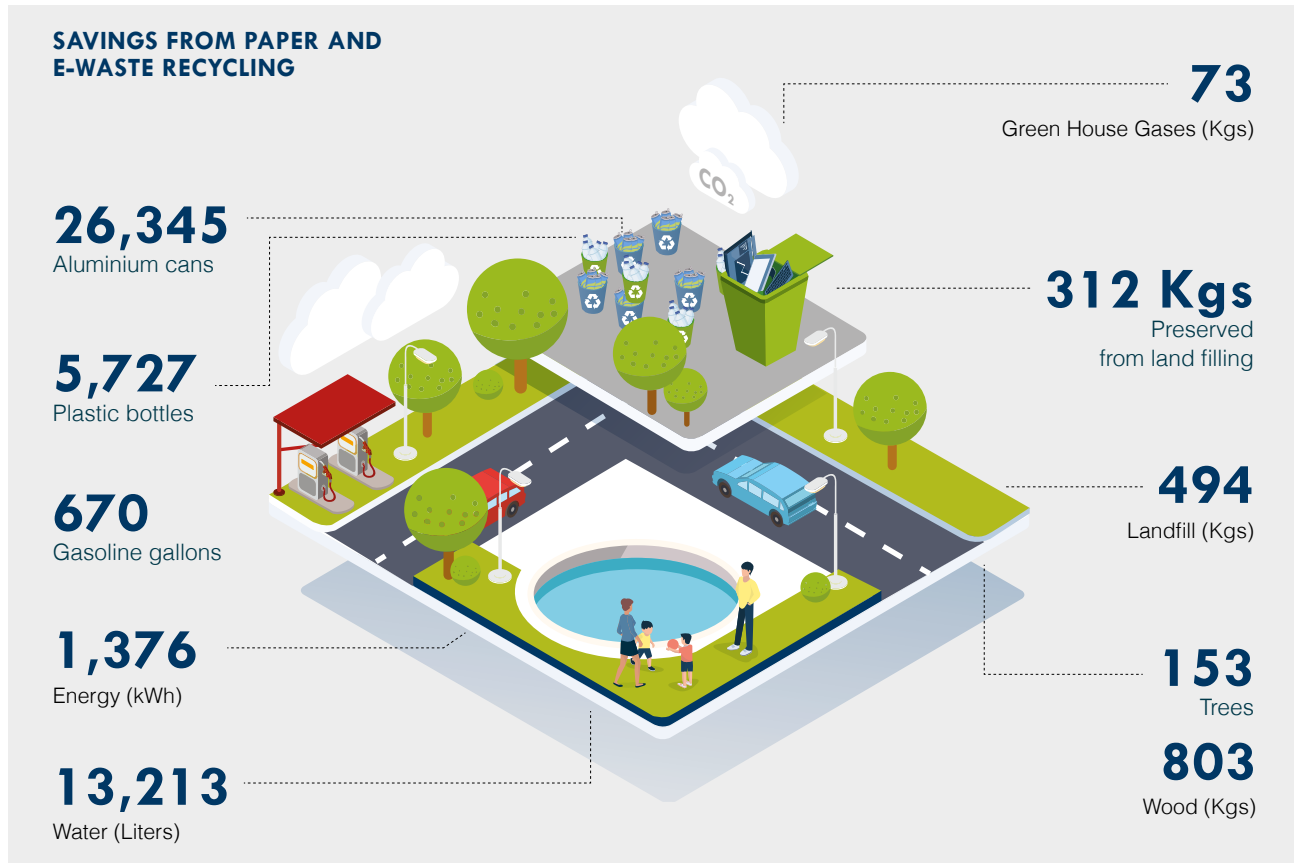 SAVINGS FROM PAPER AND
E-WASTE RECYCLING
26,345
Aluminium cans
5,727
Plastic bottles
670
Gasoline gallons
1,376
Energy (kWh)
13,213
Water (Liters)
CO2
73
Green House Gases (Kgs)
312 Kgs
Preserved
from land filling
494
Landfill (Kgs)
153
Trees
803
Wood (Kgs)